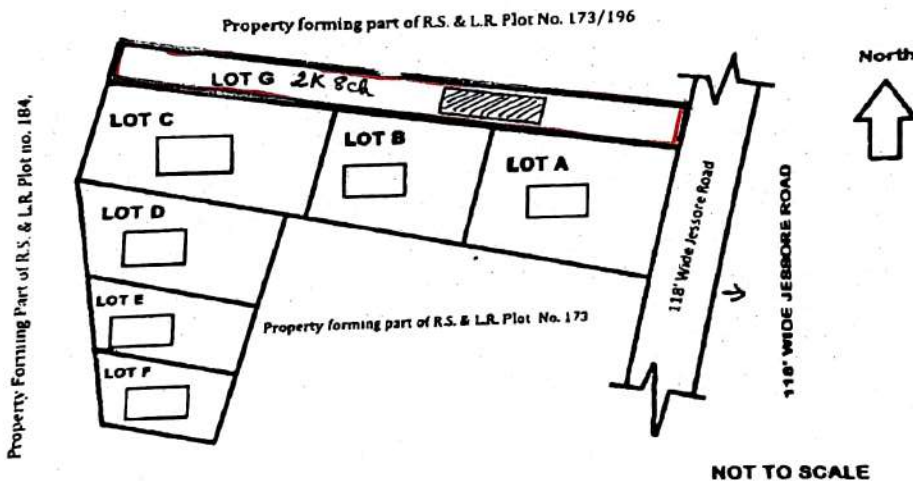 Property forming part of R.S. & L.R. Plot No. 173/196
North
LOT G 2K 8ch
LOT C
LOT B
LOT A
Property Forming Part of R.S. & L.R. Plot no. 184,
LOT D
118' Wide Jessore Road
118' WIDE JESSORE ROAD
LOT E
Property forming part of R.S. & L.R. Plot No. 173
LOT F
NOT TO SCALE